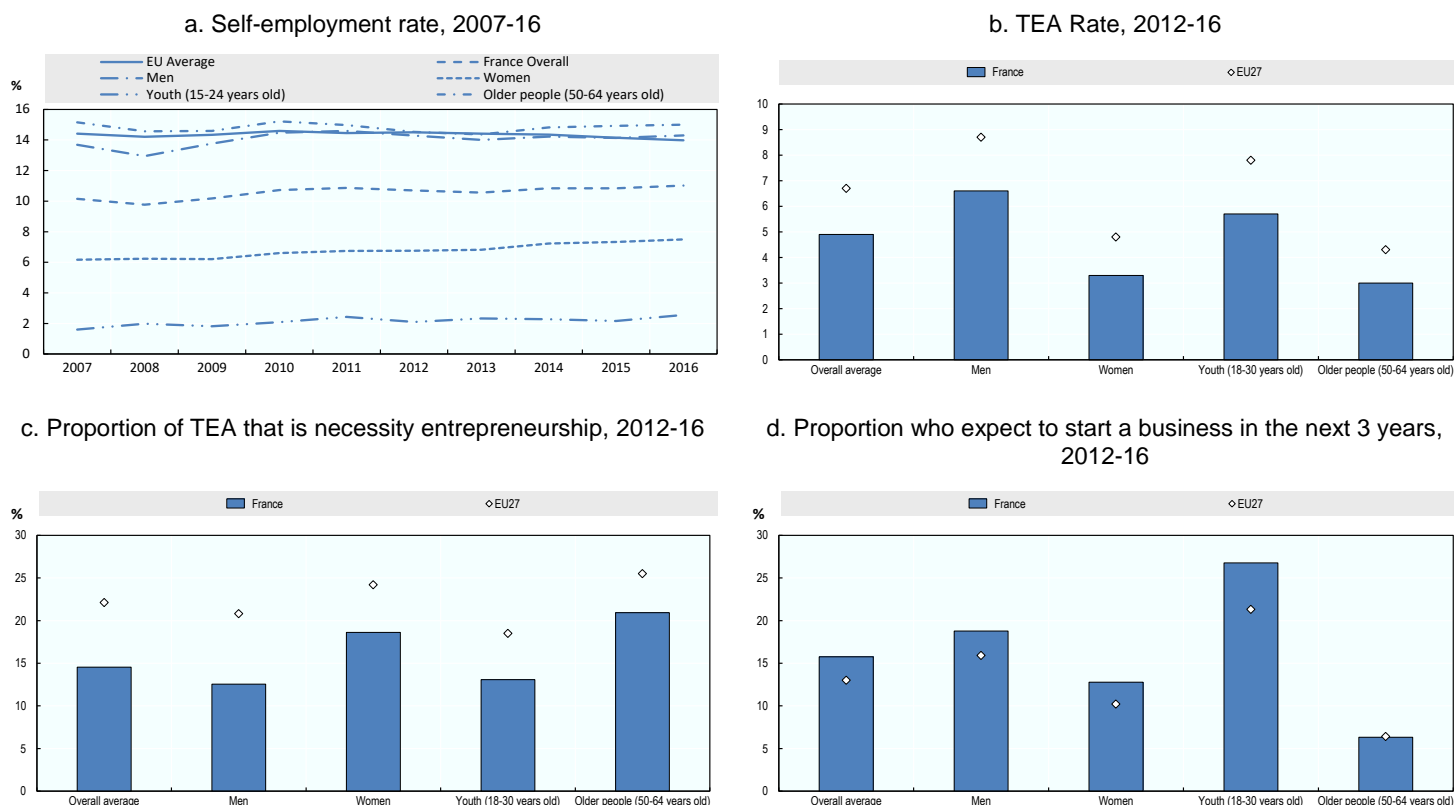 a. Self-employment rate, 2007-16
EU Average
France Overall
Men
Women
Youth (15-24 years old)
Older people (50-64 years old)
%
16
14
12
10
8
6
4
2
0
2007 2008 2009 2010 2011 2012 2013 2014 2015 2016
b. TEA Rate, 2012-16
France
EU27
10
9
8
7
6
5
4
3
2
1
0
Overall average Men Women Youth (18-30 years old) Older people (50-64 years old)
c. Proportion of TEA that is necessity entrepreneurship, 2012-16
France
EU27
%
30
25
20
15
10
5
0
Overall average Men Women Youth (18-30 years old) Older people (50-64 years old)
d. Proportion who expect to start a business in the next 3 years,
2012-16
France
EU27
%
30
25
20
15
10
5
0
Overall average Men Women Youth (18-30 years old) Older people (50-64 years old)